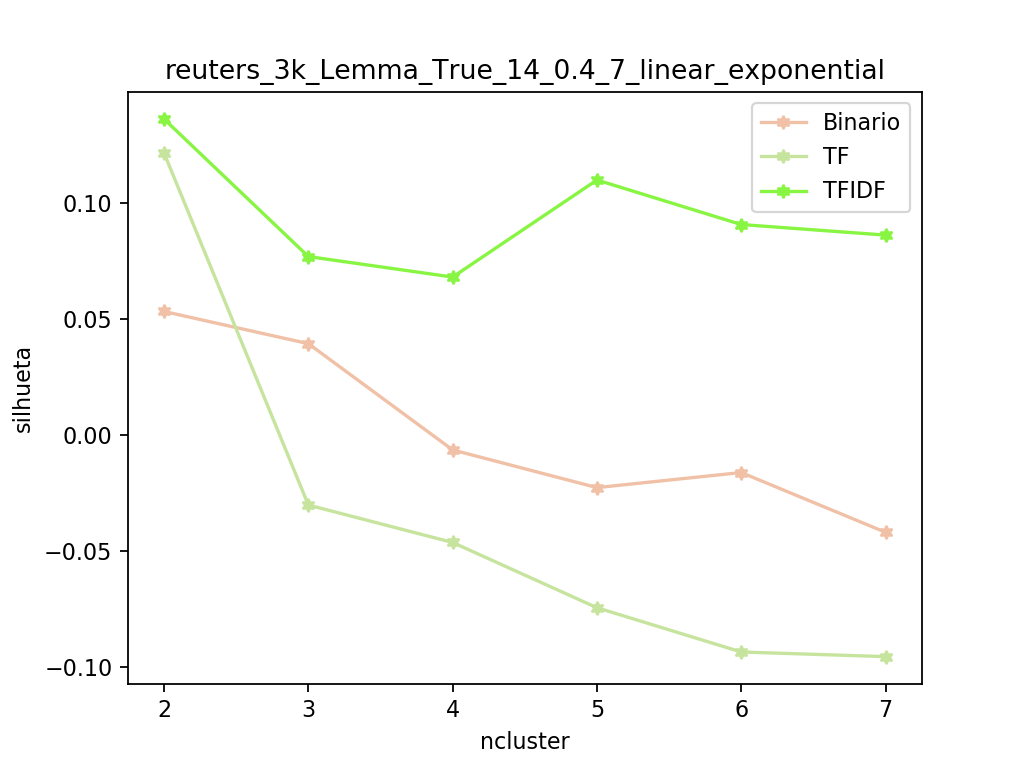 reuters_3k_Lemma_True_14_0.4_7_linear_exponential
Binario
TF
TFIDF
0.10
0.05
0.00
−0.05
−0.10
silhueta
2 3 4 5 6 7
ncluster